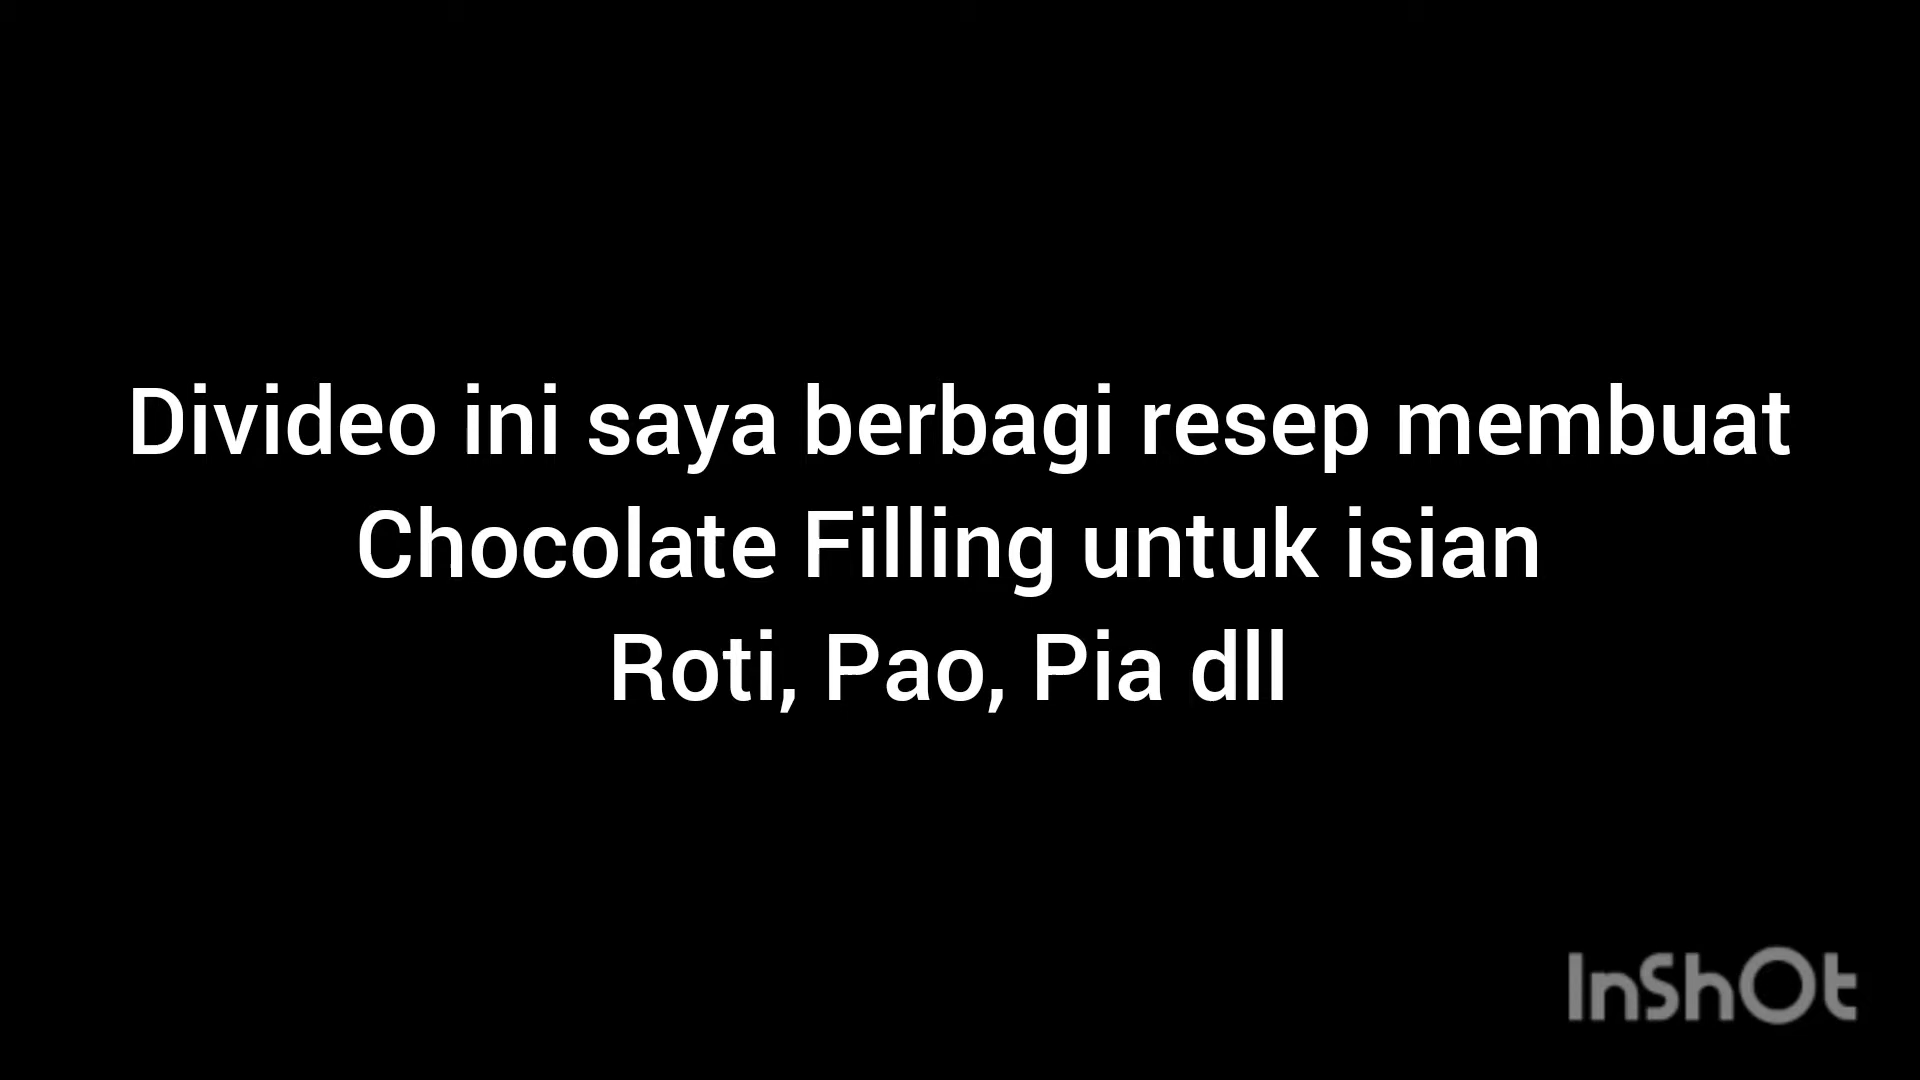 Divideo ini saya berbagi resep membuat
Chocolate Filling untuk isian
Roti, Pao, Pia dll
InShOt